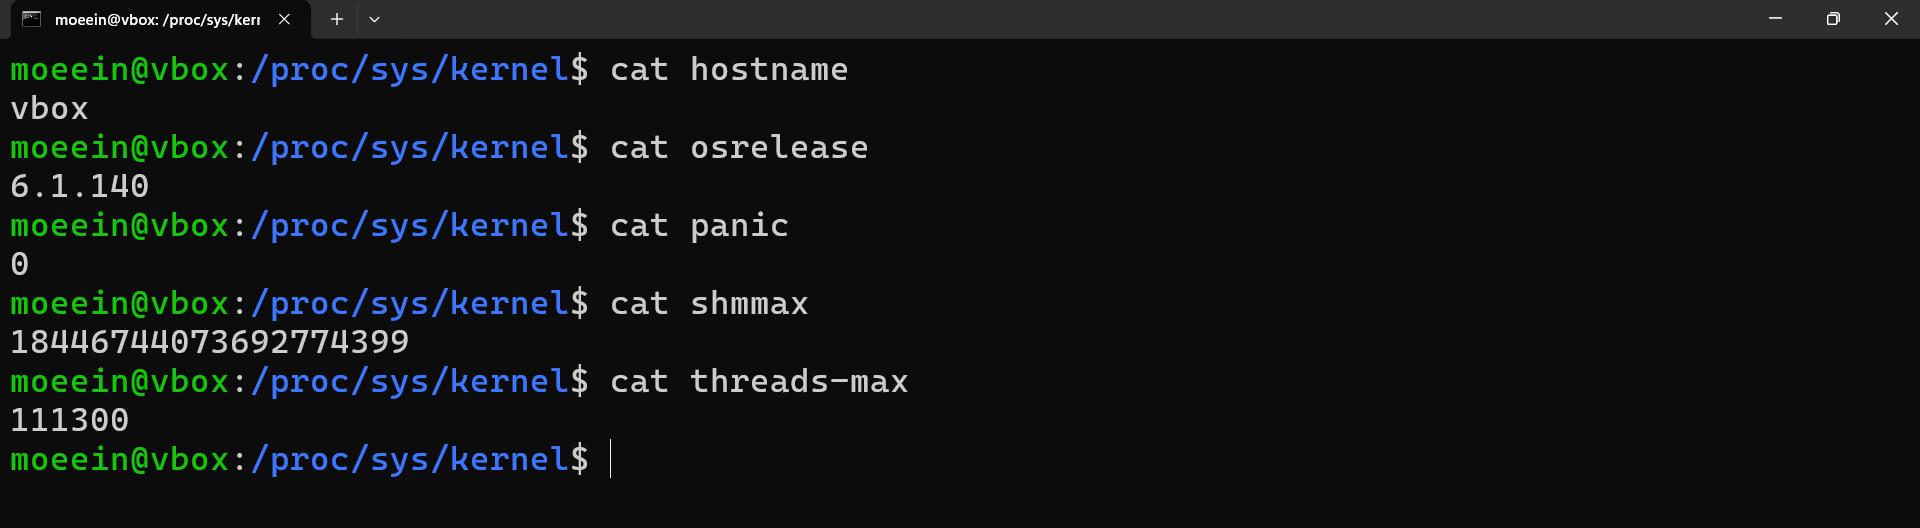 moeein@vbox: /proc/sys/kerr
moeein@vbox:/proc/sys/kernel$ cat hostname
vbox
moeein@vbox:/proc/sys/kernel$ cat osrelease
6.1.140
moeein@vbox:/proc/sys/kernel$ cat panic
0
moeein@vbox:/proc/sys/kernel$ cat shmmax
18446744073692774399
moeein@vbox:/proc/sys/kernel$ cat threads-max
111300
moeein@vbox:/proc/sys/kernel$